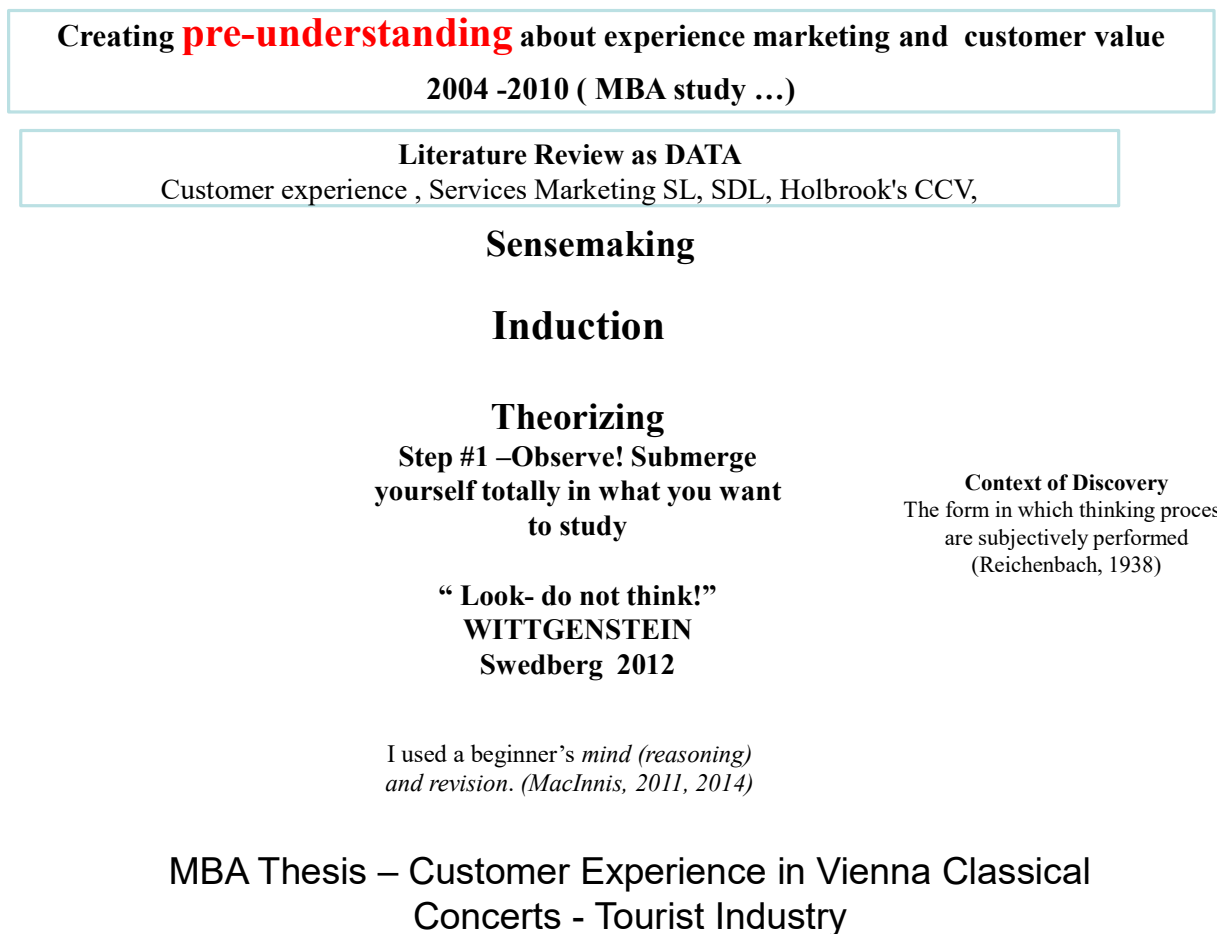 Creating pre-understanding about experience marketing and customer value
2004 -2010 ( MBA study …)
Literature Review as DATA
Customer experience , Services Marketing SL, SDL, Holbrook's CCV,
Sensemaking
Induction
Theorizing
Step #1 –Observe! Submerge
yourself totally in what you want
to study
Context of Discovery
The form in which thinking
are subjectively performed
(Reichenbach, 1938)
“ Look- do not think!”
WITTGENSTEIN
Swedberg 2012
I used a beginner’s mind (reasoning)
and revision. (MacInnis, 2011, 2014)
MBA Thesis – Customer Experience in Vienna Classical
Concerts - Tourist Industry